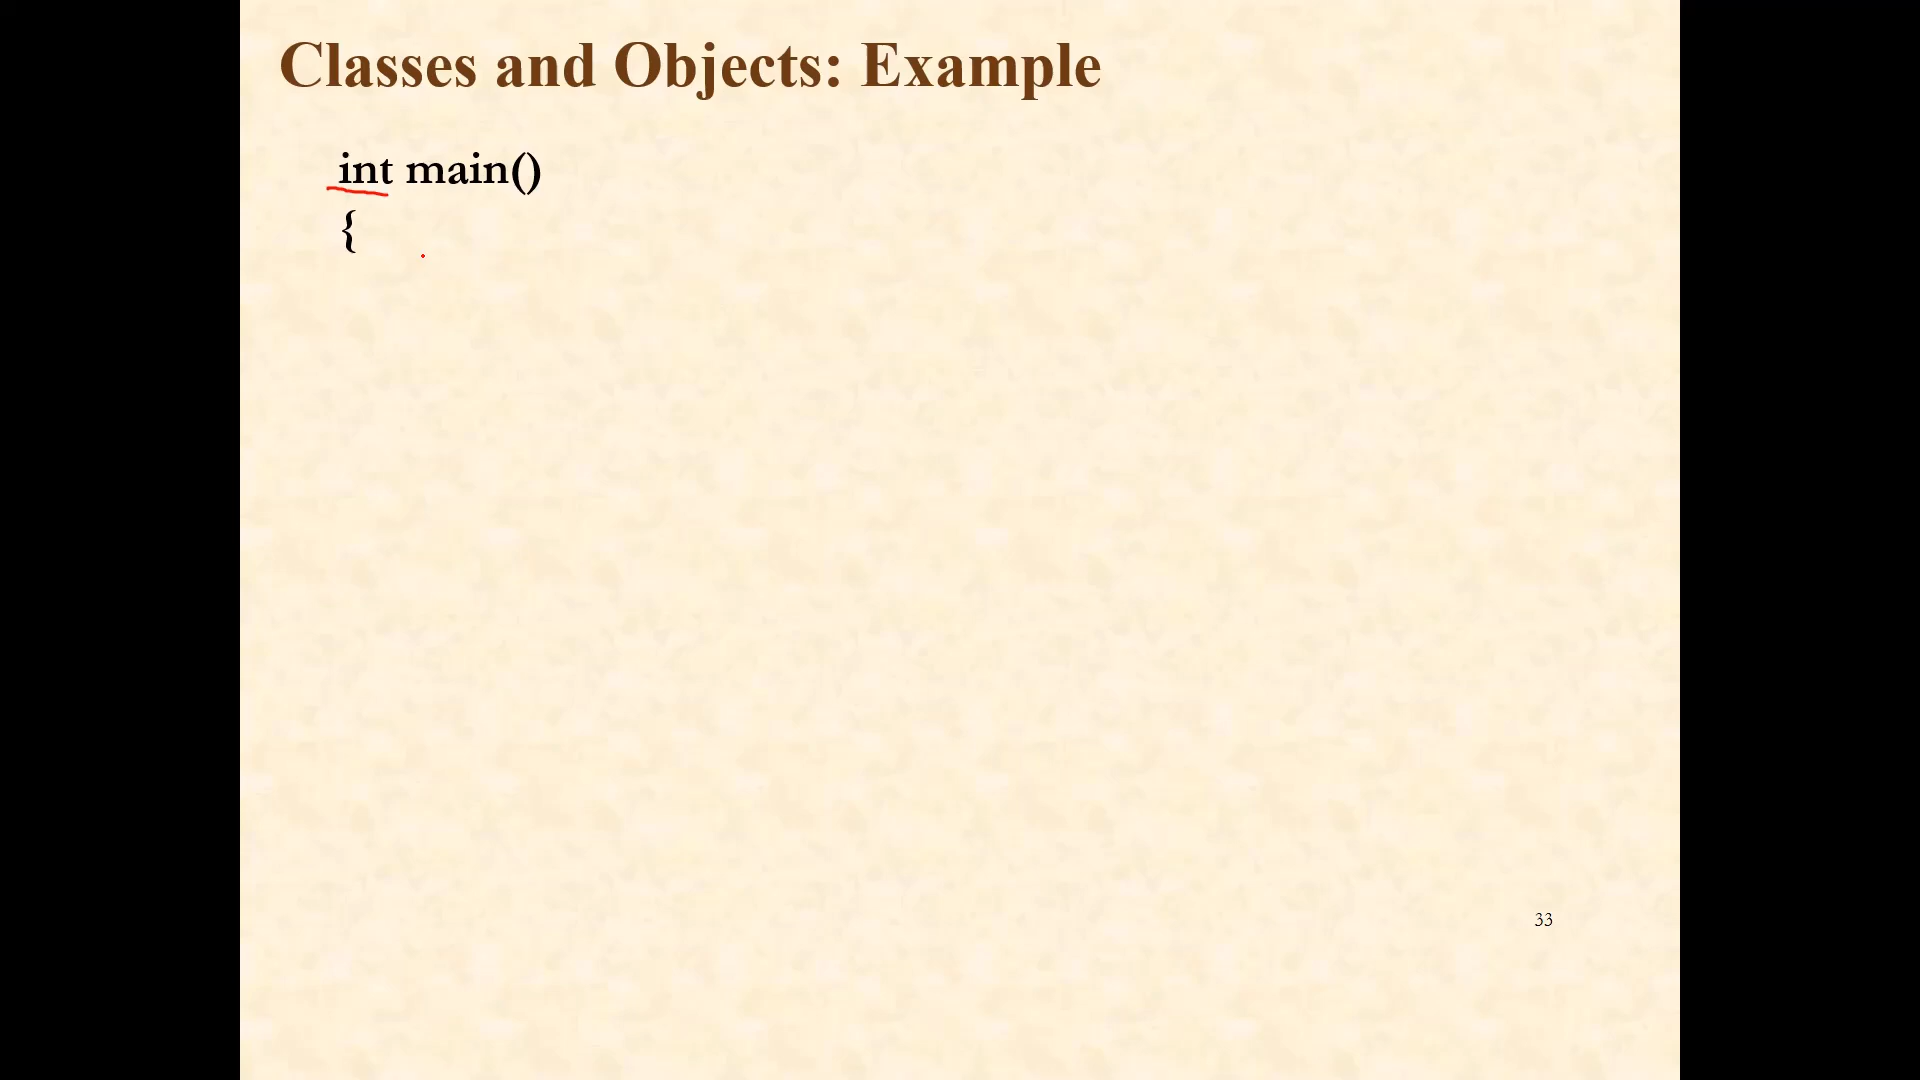 Classes and Objects: Example
int main()
{
33